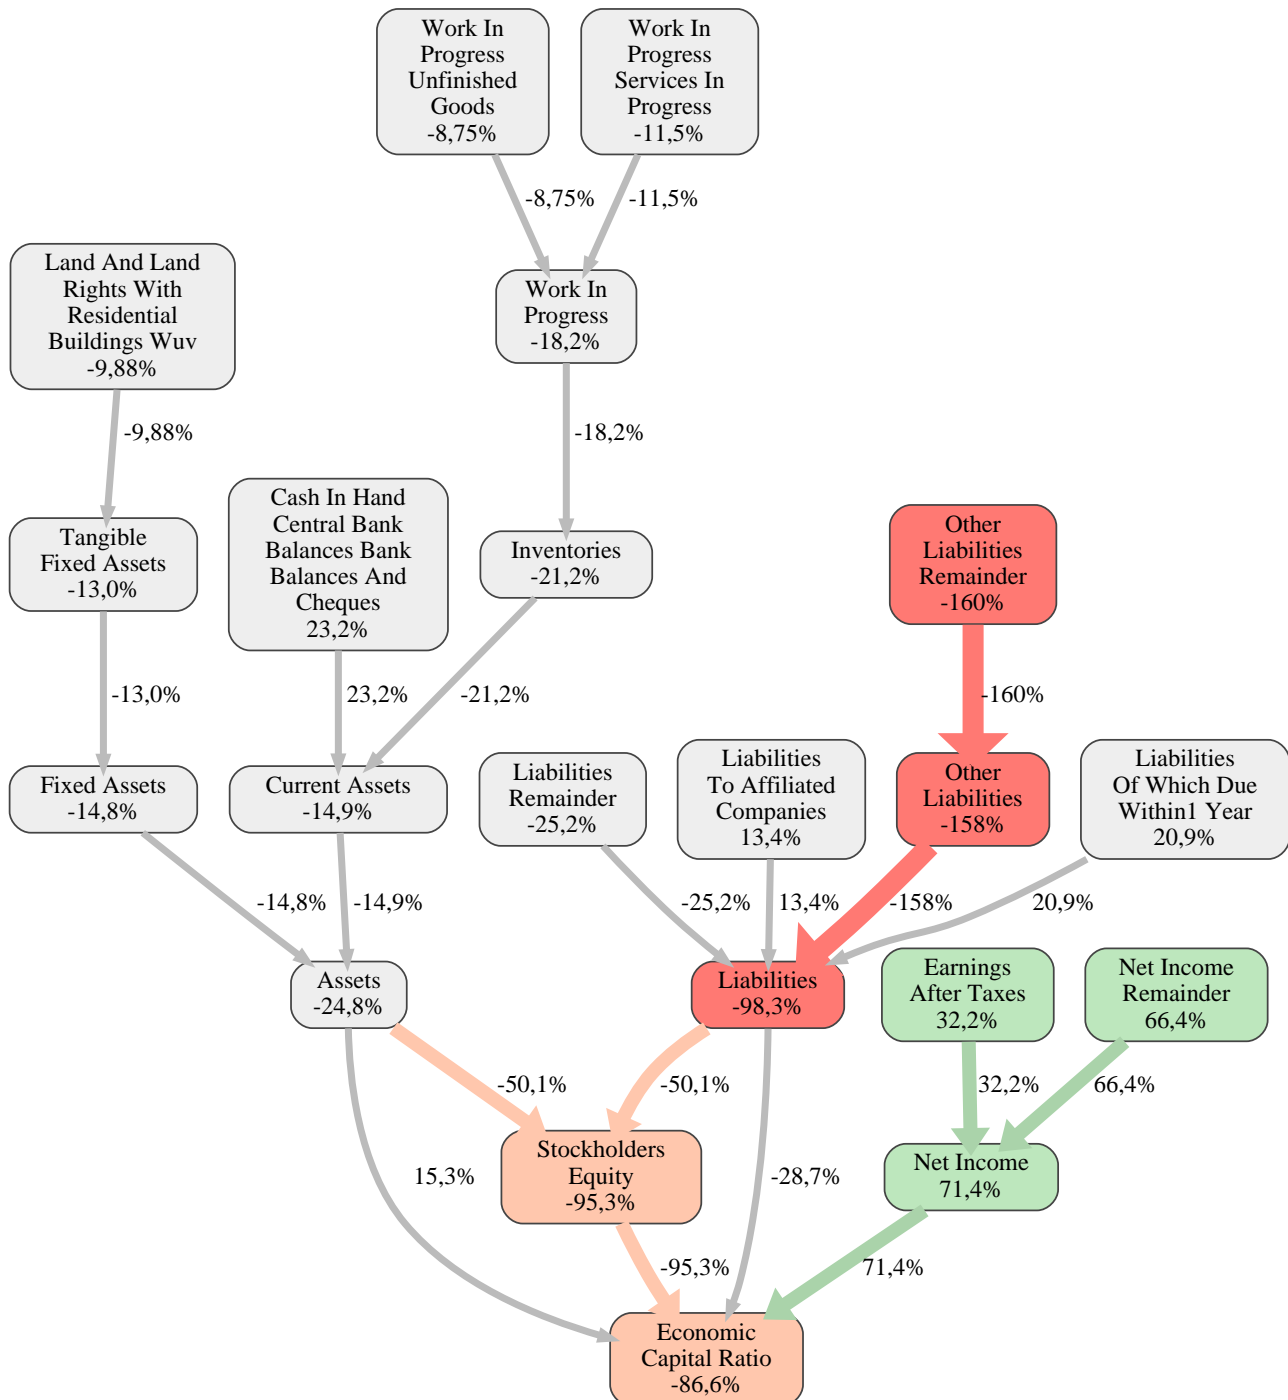 Work In
Progress
Unfinished
Goods
-8,75%
Work In
Progress
Services In
Progress
-11,5%
-8,75%
-11,5%
Land And Land
Rights With
Residential
Buildings Wuv
-9,88%
Work In
Progress
-18,2%
-9,88%
-18,2%
Cash In Hand
Central Bank
Balances Bank
Balances And
Cheques
23,2%
Other
Liabilities
Remainder
-160%
Tangible
Fixed Assets
-13,0%
Inventories
-21,2%
-13,0%
23,2%
-21,2%
-160%
Fixed Assets
-14,8%
Current Assets
-14,9%
Liabilities
Remainder
-25,2%
Liabilities
To Affiliated
Companies
13,4%
Other
Liabilities
-158%
Liabilities
Of Which Due
Within1 Year
20,9%
-14,8%
-14,9%
-25,2%
13,4%
-158%
20,9%
Assets
-24,8%
Liabilities
-98,3%
Earnings
After Taxes
32,2%
Net Income
Remainder
66,4%
-50,1%
-50,1%
32,2%
66,4%
Stockholders
Equity
-95,3%
Net Income
71,4%
15,3%
-28,7%
-95,3%
71,4%
Economic
Capital Ratio
-86,6%